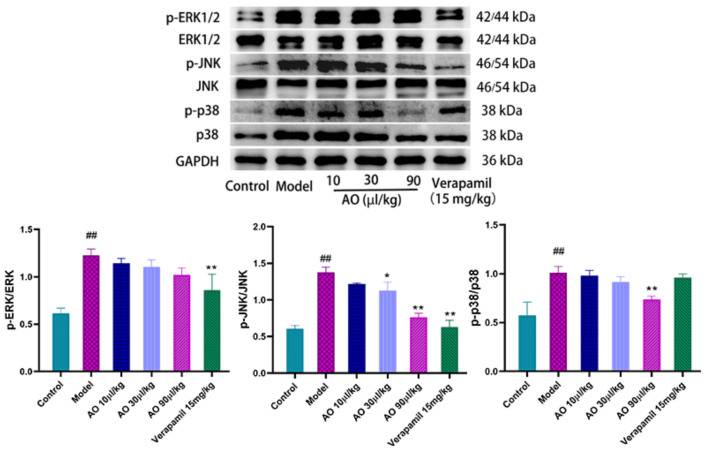 p-ERK1/2 42/44 kDa
ERK1/2 42/44 kDa
p-JNK 46/54 kDa
JNK 46/54 kDa
p-p38 38 kDa
p38 38 kDa
GAPDH 36 kDa
Control Model 10 30 90 Verapamil
AO (μl/kg) (15 mg/kg)
p-ERK/ERK
1.5
1.0
0.5
0.0
##
**
Control
Model
AO 10μl/kg
AO 30μl/kg
AO 90μl/kg
Verapamil 15mg/kg
p-JNK/JNK
2.0
1.5
1.0
0.5
0.0
##
*
**
**
Control
Model
AO 10μl/kg
AO 30μl/kg
AO 90μl/kg
Verapamil 15mg/kg
p-p38/p38
1.5
1.0
0.5
0.0
##
**
Control
Model
AO 10μl/kg
AO 30μl/kg
AO 90μl/kg
Verapamil 15mg/kg